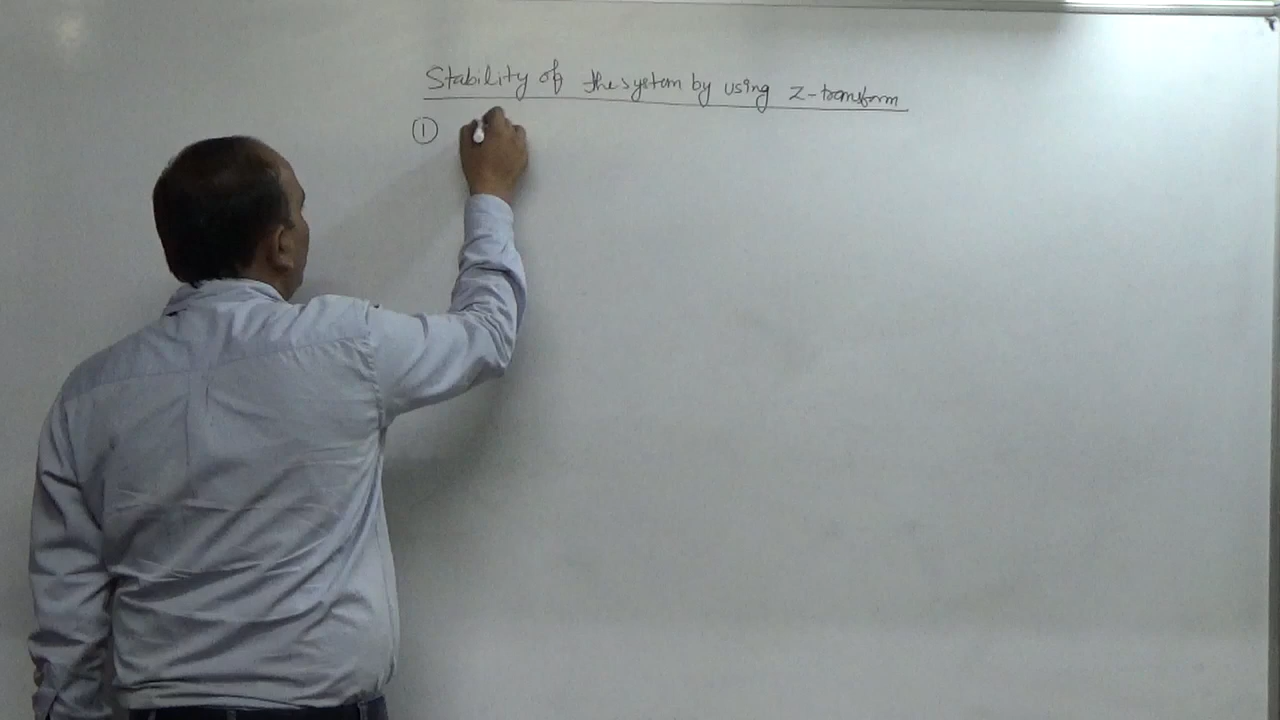 Stability of the system by using Z-transform
①